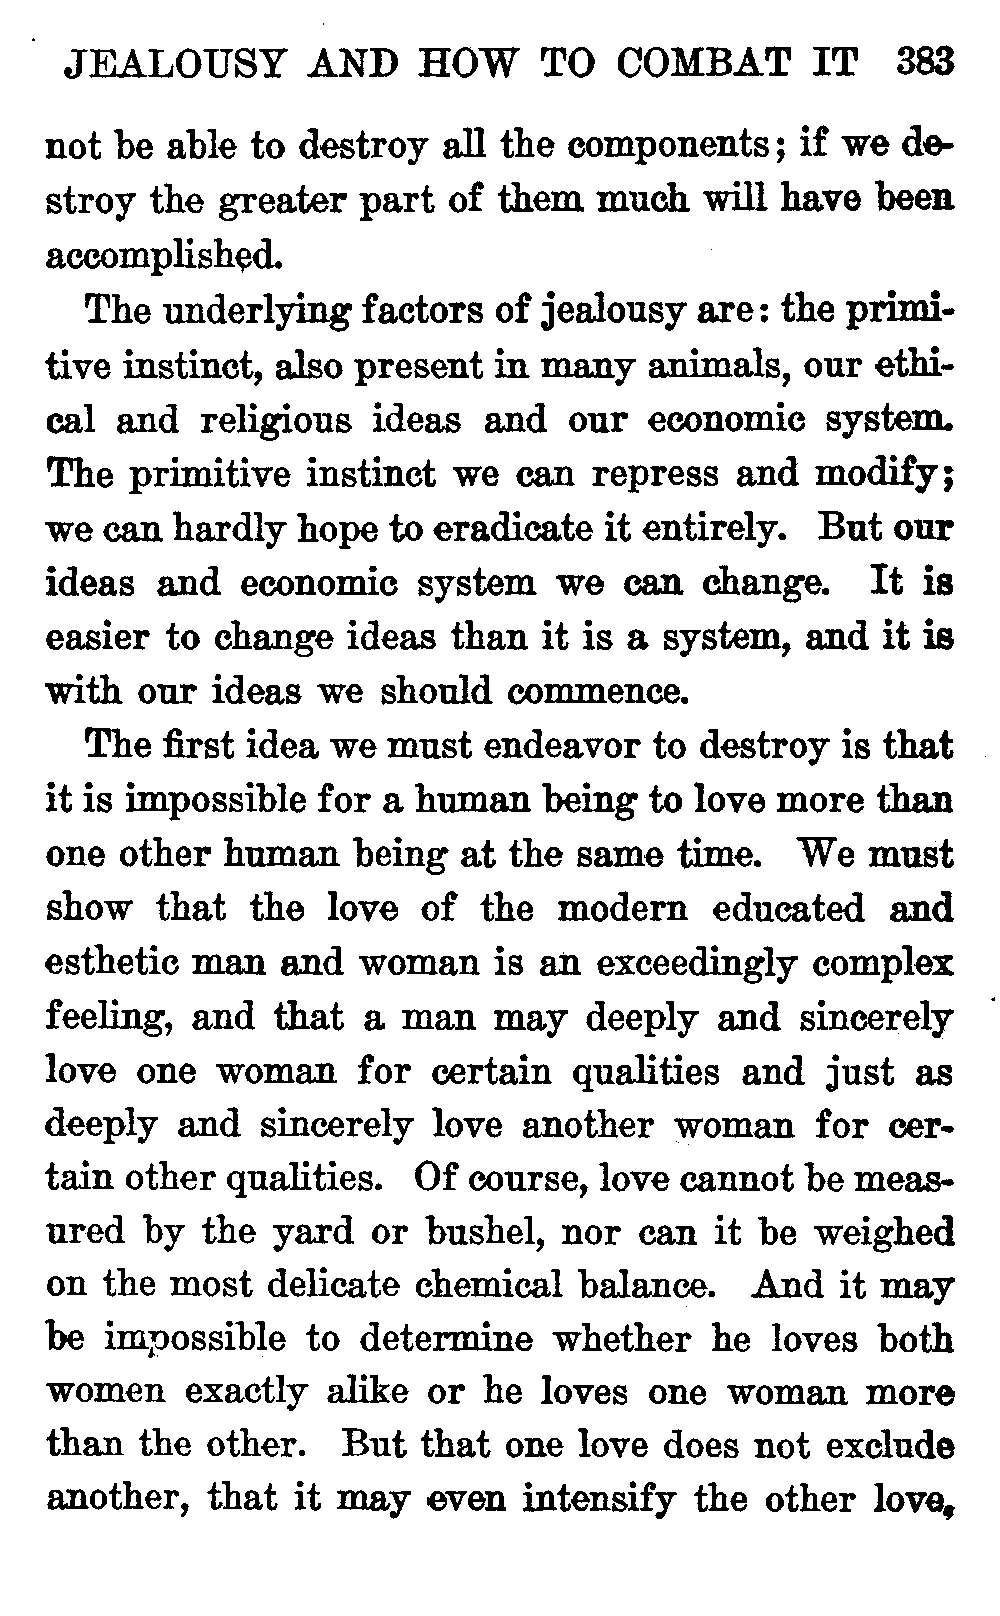 JEALOUSY AND HOW TO COMBAT IT 383
not be able to destroy all the components; if we de-
stroy the greater part of them much will have been
accomplished.
The underlying factors of jealousy are: the primi-
tive instinct, also present in many animals, our ethi-
cal and religious ideas and our economic system.
The primitive instinct we can repress and modify;
we can hardly hope to eradicate it entirely. But our
ideas and economic system we can change. It is
easier to change ideas than it is a system, and it is
with our ideas we should commence.
The first idea we must endeavor to destroy is that
it is impossible for a human being to love more than
one other human being at the same time. We must
show that the love of the modern educated and
esthetic man and woman is an exceedingly complex
feeling, and that a man may deeply and sincerely
love one woman for certain qualities and just as
deeply and sincerely love another woman for cer-
tain other qualities. Of course, love cannot be meas-
ured by the yard or bushel, nor can it be weighed
on the most delicate chemical balance. And it may
be impossible to determine whether he loves both
women exactly alike or he loves one woman more
than the other. But that one love does not exclude
another, that it may even intensify the other love,